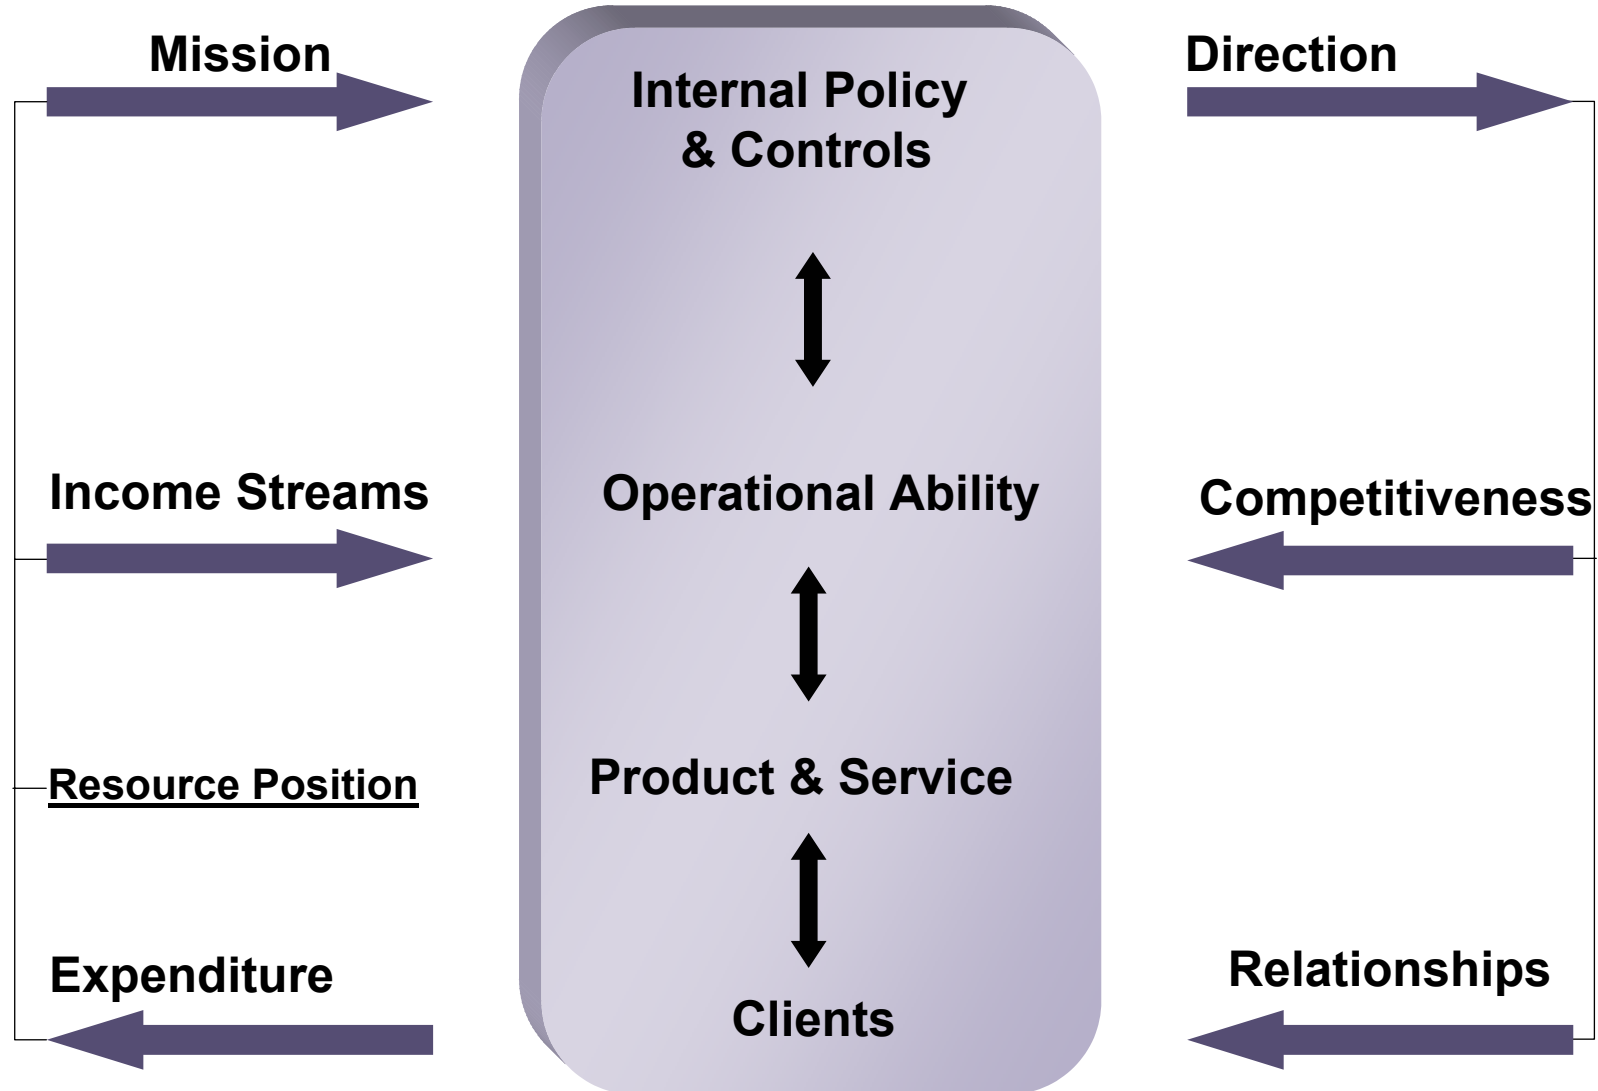 Mission
Internal Policy
& Controls
Direction
Income Streams
Operational Ability
Competitiveness
Resource Position
Product & Service
Expenditure
Clients
Relationships